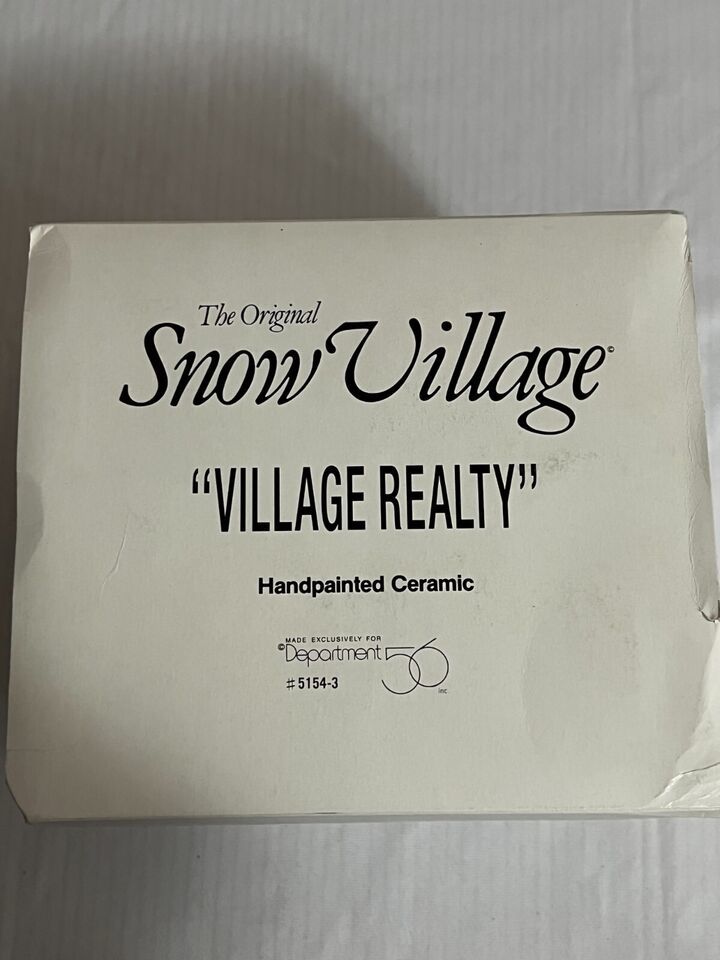 The Original
Snow Village©
“VILLAGE REALTY”
Handpainted Ceramic
MADE EXCLUSIVELY FOR
©Department 56
#5154-3 inc.